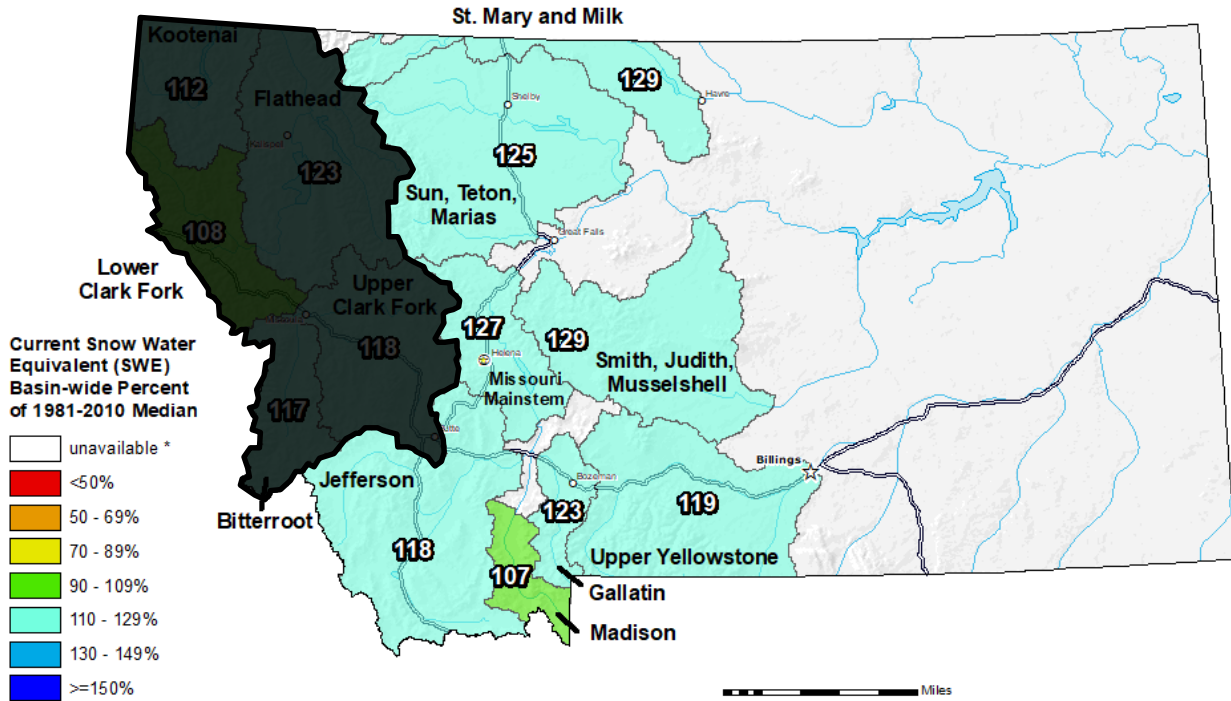 St. Mary and Milk
Kootenai
112
Flathead
129
Havre
Shelby
Kalispell
123
125
Sun, Teton,
Marias
108
Great Falls
Lower
Clark Fork
Upper
Clark Fork
118
127
Helena
129
Missouri
Mainstem
Smith, Judith,
Musselshell
Current Snow Water
Equivalent (SWE)
Basin-wide Percent
of 1981-2010 Median
unavailable *
<50%
50 - 69%
70 - 89%
90 - 109%
110 - 129%
130 - 149%
>=150%
117
Butte
Bitterroot
Jefferson
118
Bozeman
123
107
119
Billings
Upper Yellowstone
Gallatin
Madison
Miles